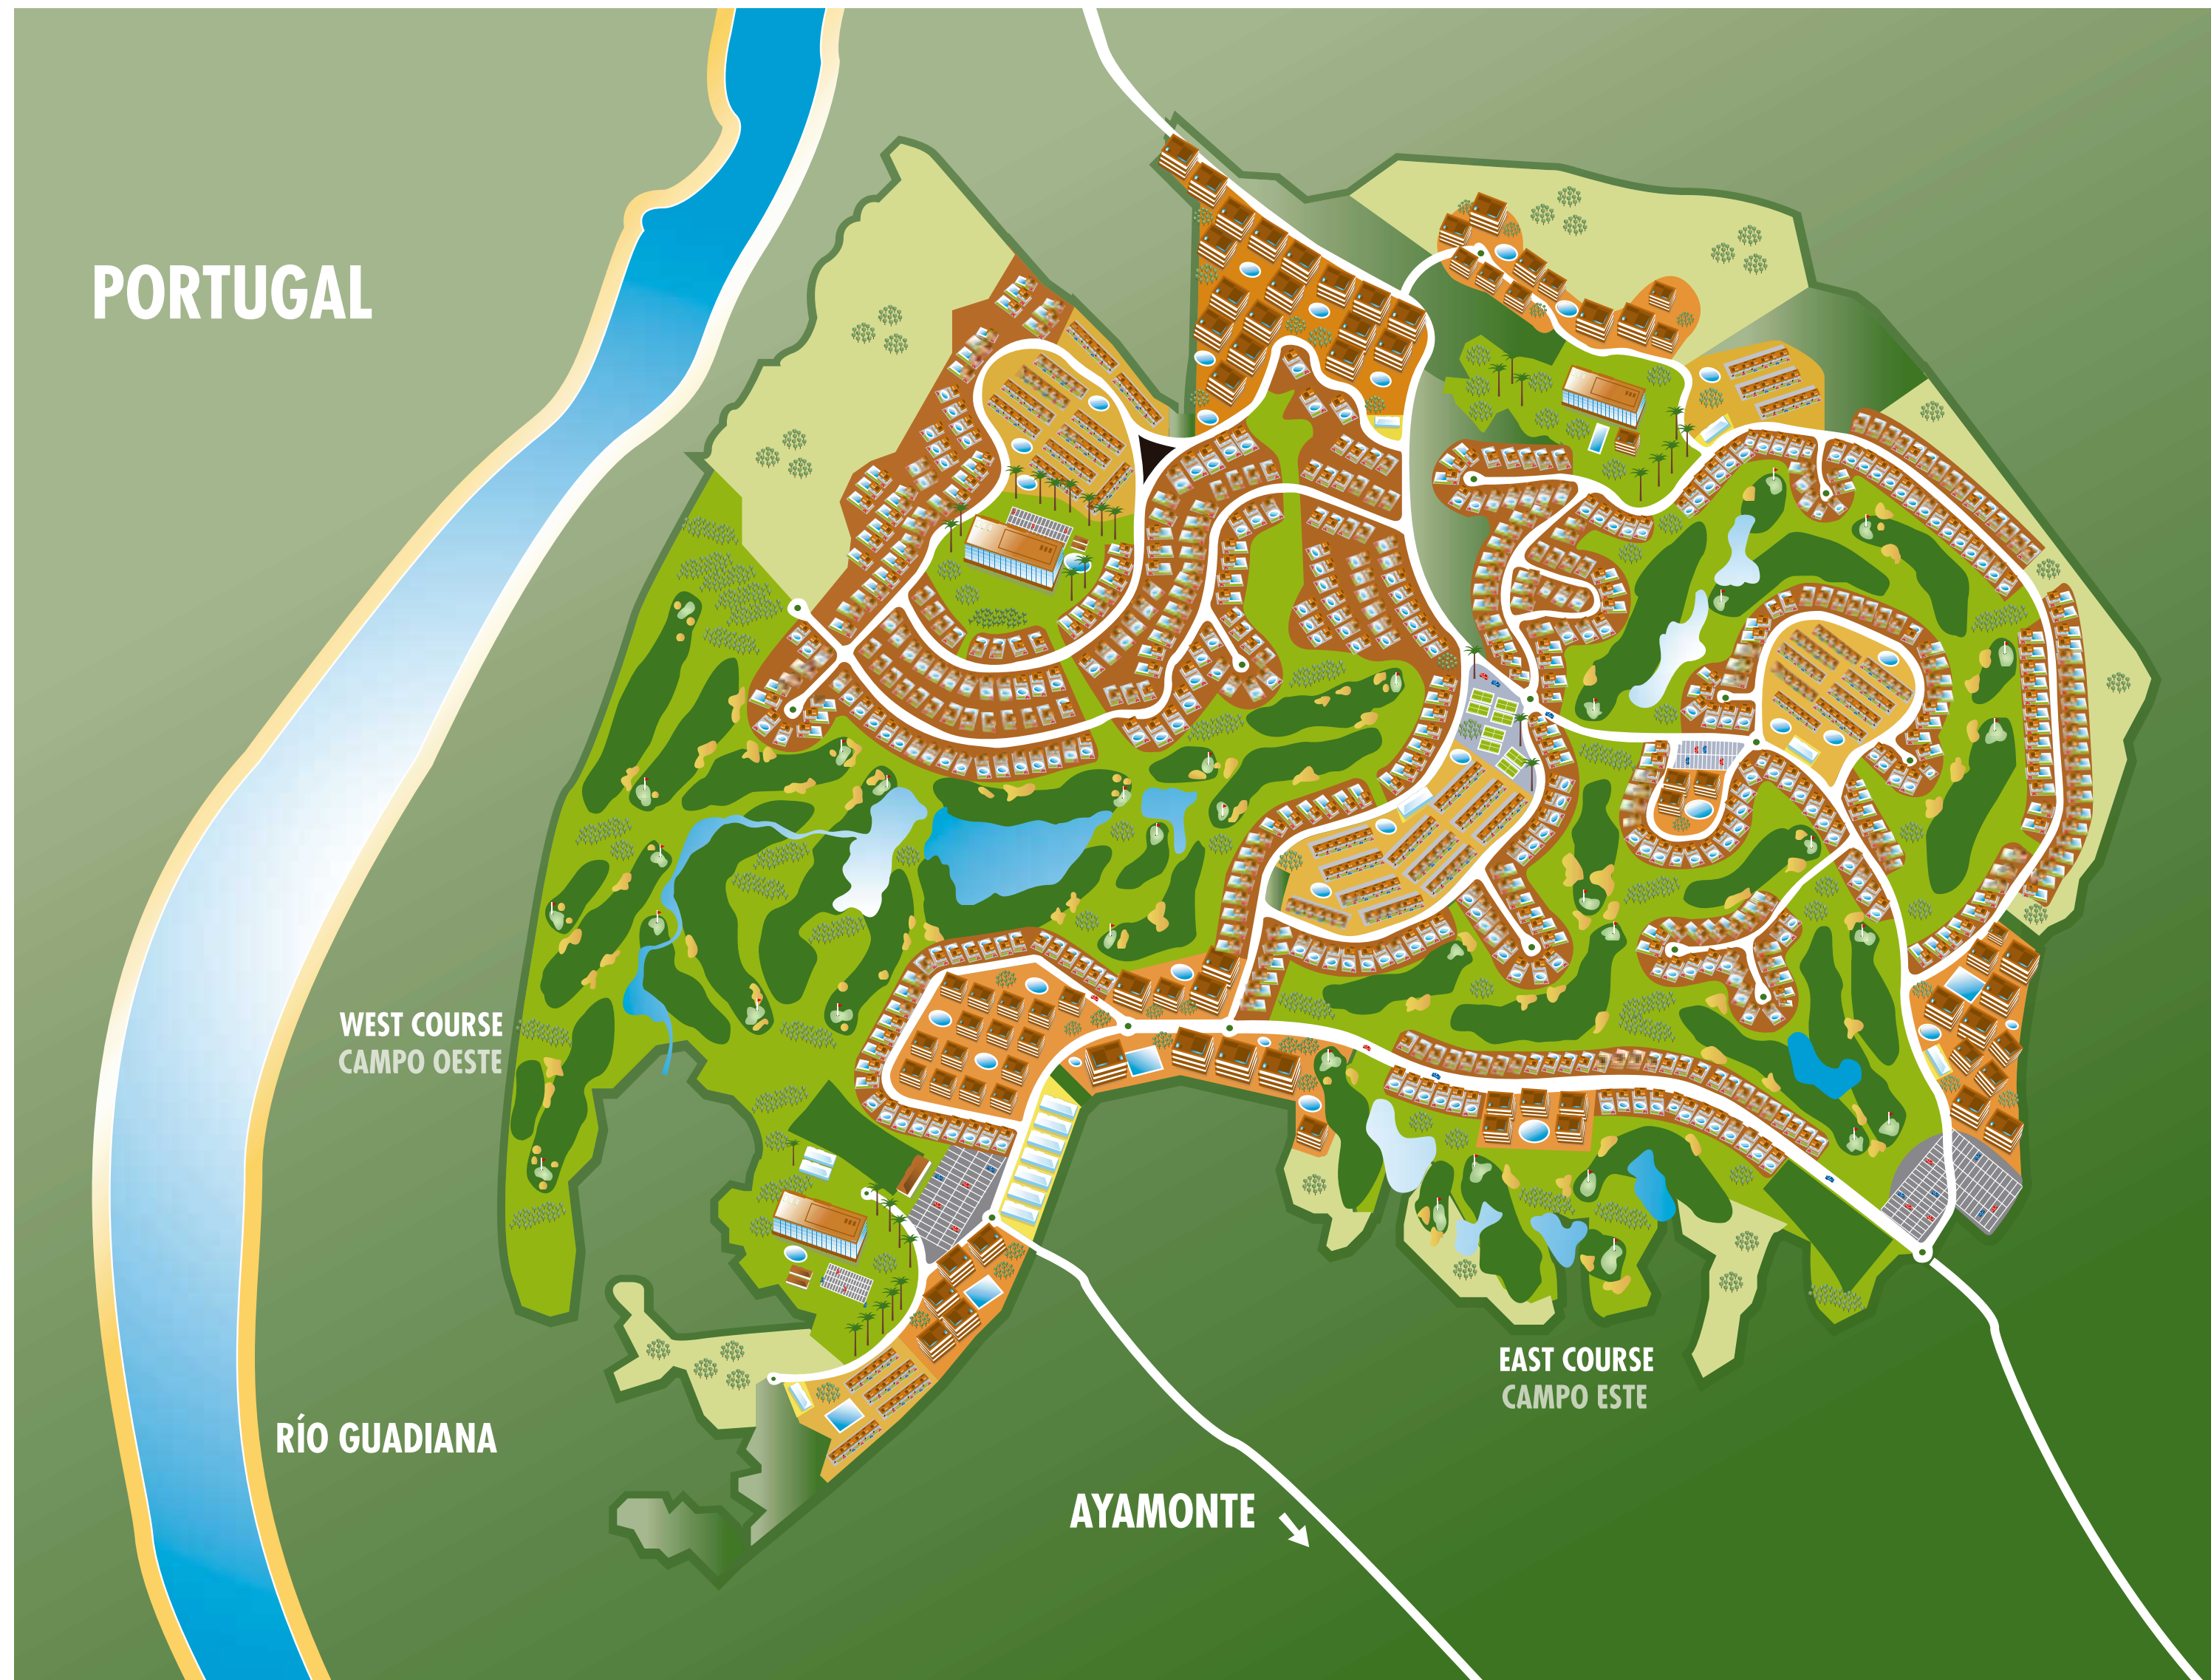 PORTUGAL
WEST COURSE
CAMPO OESTE
EAST COURSE
CAMPO ESTE
RÍO GUADIANA
AYAMONTE